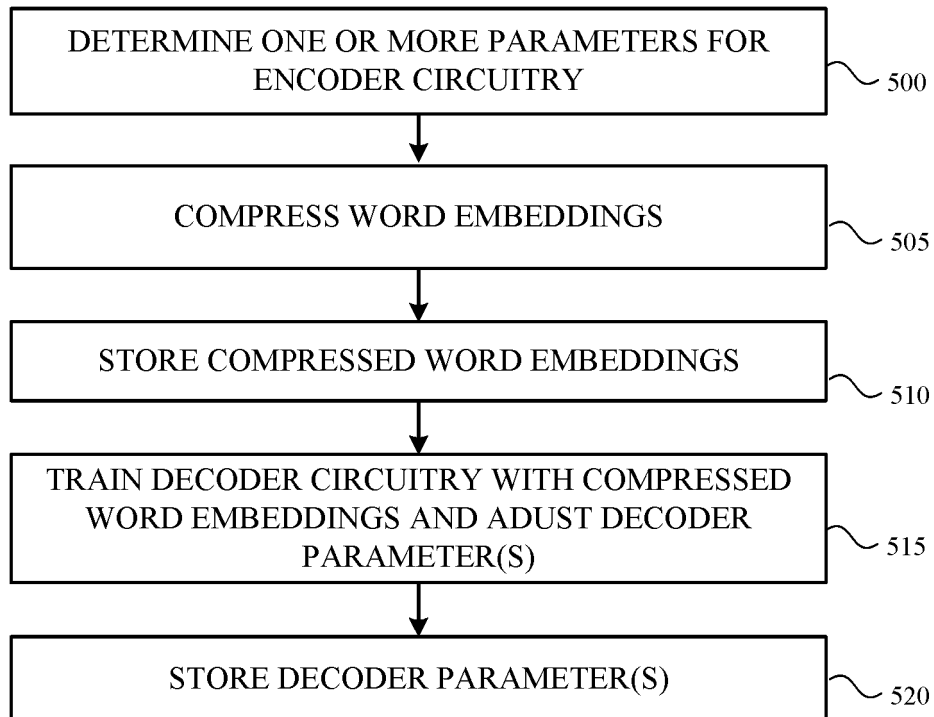 DETERMINE ONE OR MORE PARAMETERS FOR
ENCODER CIRCUITRY
500
COMPRESS WORD EMBEDDINGS
505
STORE COMPRESSED WORD EMBEDDINGS
510
TRAIN DECODER CIRCUITRY WITH COMPRESSED
WORD EMBEDDINGS AND ADUST DECODER
PARAMETER(S)
515
STORE DECODER PARAMETER(S)
520